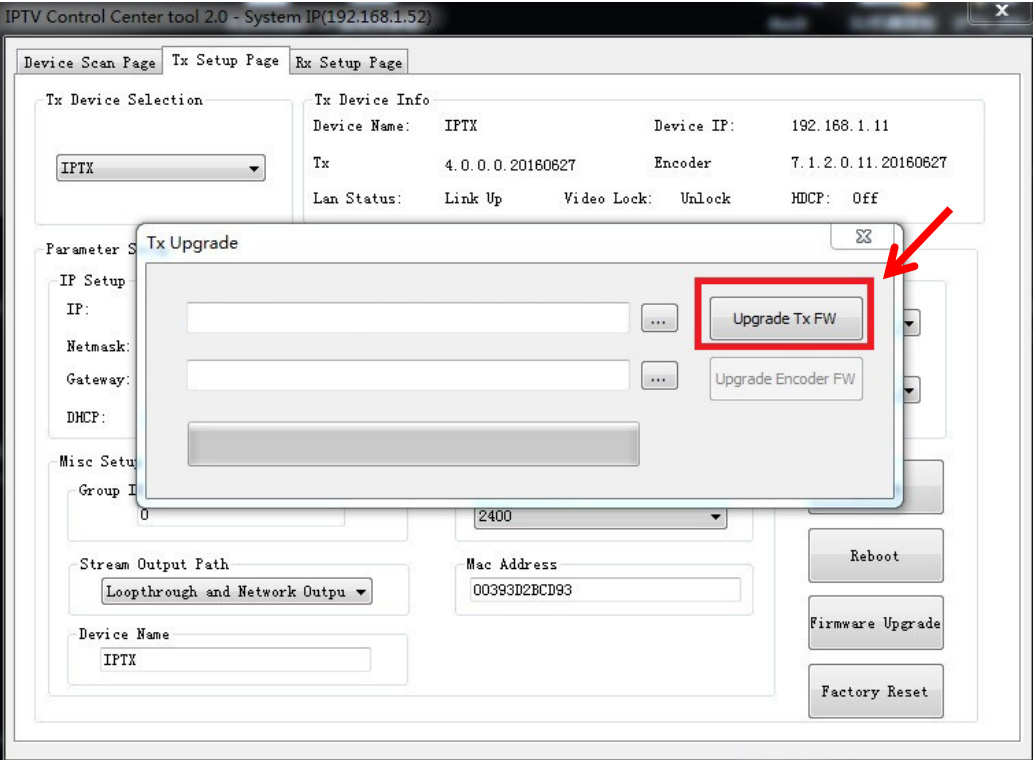 IPTV Control Center tool 2.0 - System IP(192.168.1.52)
x
Device Scan Page Tx Setup Page Rx Setup Page
Tx Device Selection
IPTX
Tx Device Info
Device Name: IPTX Device IP: 192.168.1.11
Tx 4.0.0.0.20160627 Encoder 7.1.2.0.11.20160627
Lan Status: Link Up Video Lock: Unlock HDCP: Off
Parameter S
IP Setup
IP:
Netmask:
Gateway:
DHCP:
Tx Upgrade
... Upgrade Tx FW
... Upgrade Encoder FW
Misc Setu
Group I
0
2400
Stream Output Path
Loopthrough and Network Outpu
Mac Address
00393D2BCD93
Device Name
IPTX
Reboot
Firmware Upgrade
Factory Reset